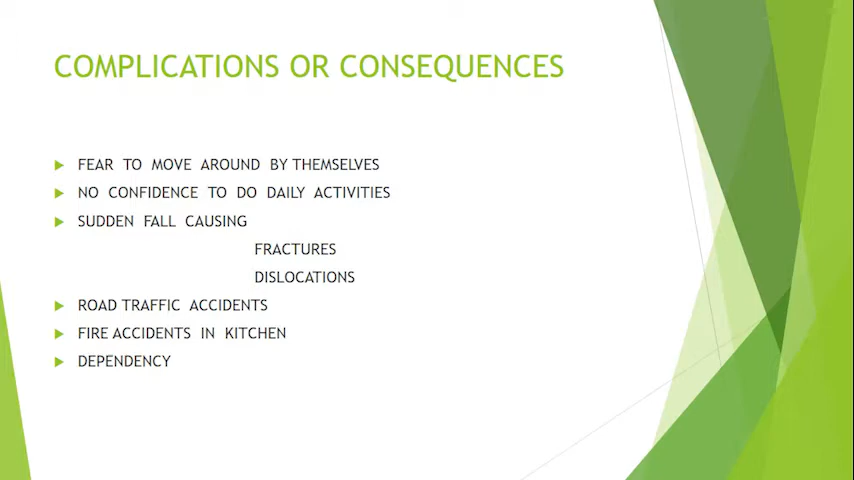 COMPLICATIONS OR CONSEQUENCES
FEAR TO MOVE AROUND BY THEMSELVES
NO CONFIDENCE TO DO DAILY ACTIVITIES
SUDDEN FALL CAUSING
FRACTURES
DISLOCATIONS
ROAD TRAFFIC ACCIDENTS
FIRE ACCIDENTS IN KITCHEN
DEPENDENCY